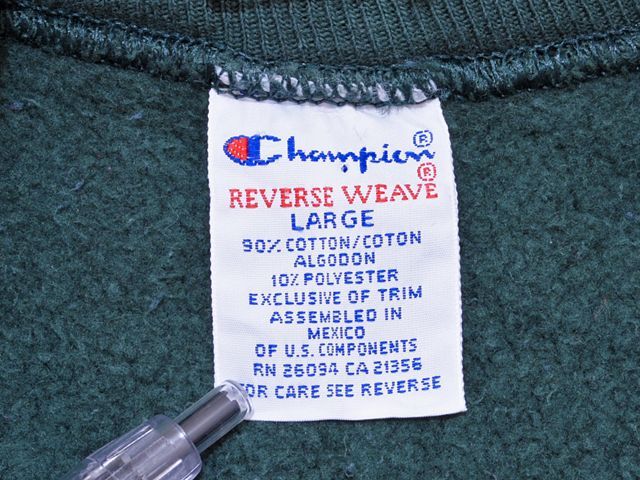 Champion®
REVERSE WEAVE®
LARGE
90% COTTON/COTON
ALGODON
10% POLYESTER
EXCLUSIVE OF TRIM
ASSEMBLED IN
MEXICO
OF U.S. COMPONENTS
RN 26094 CA 21356
FOR CARE SEE REVERSE